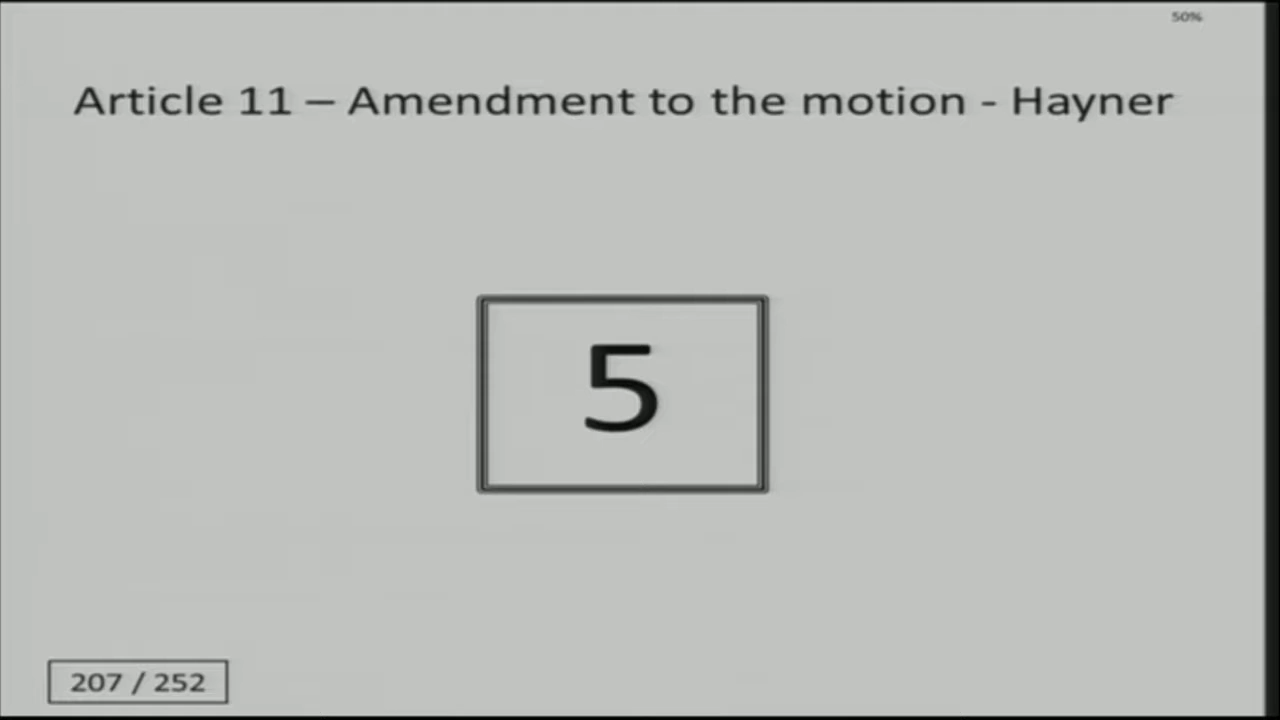 50%
Article 11 – Amendment to the motion - Hayner
5
207 / 252